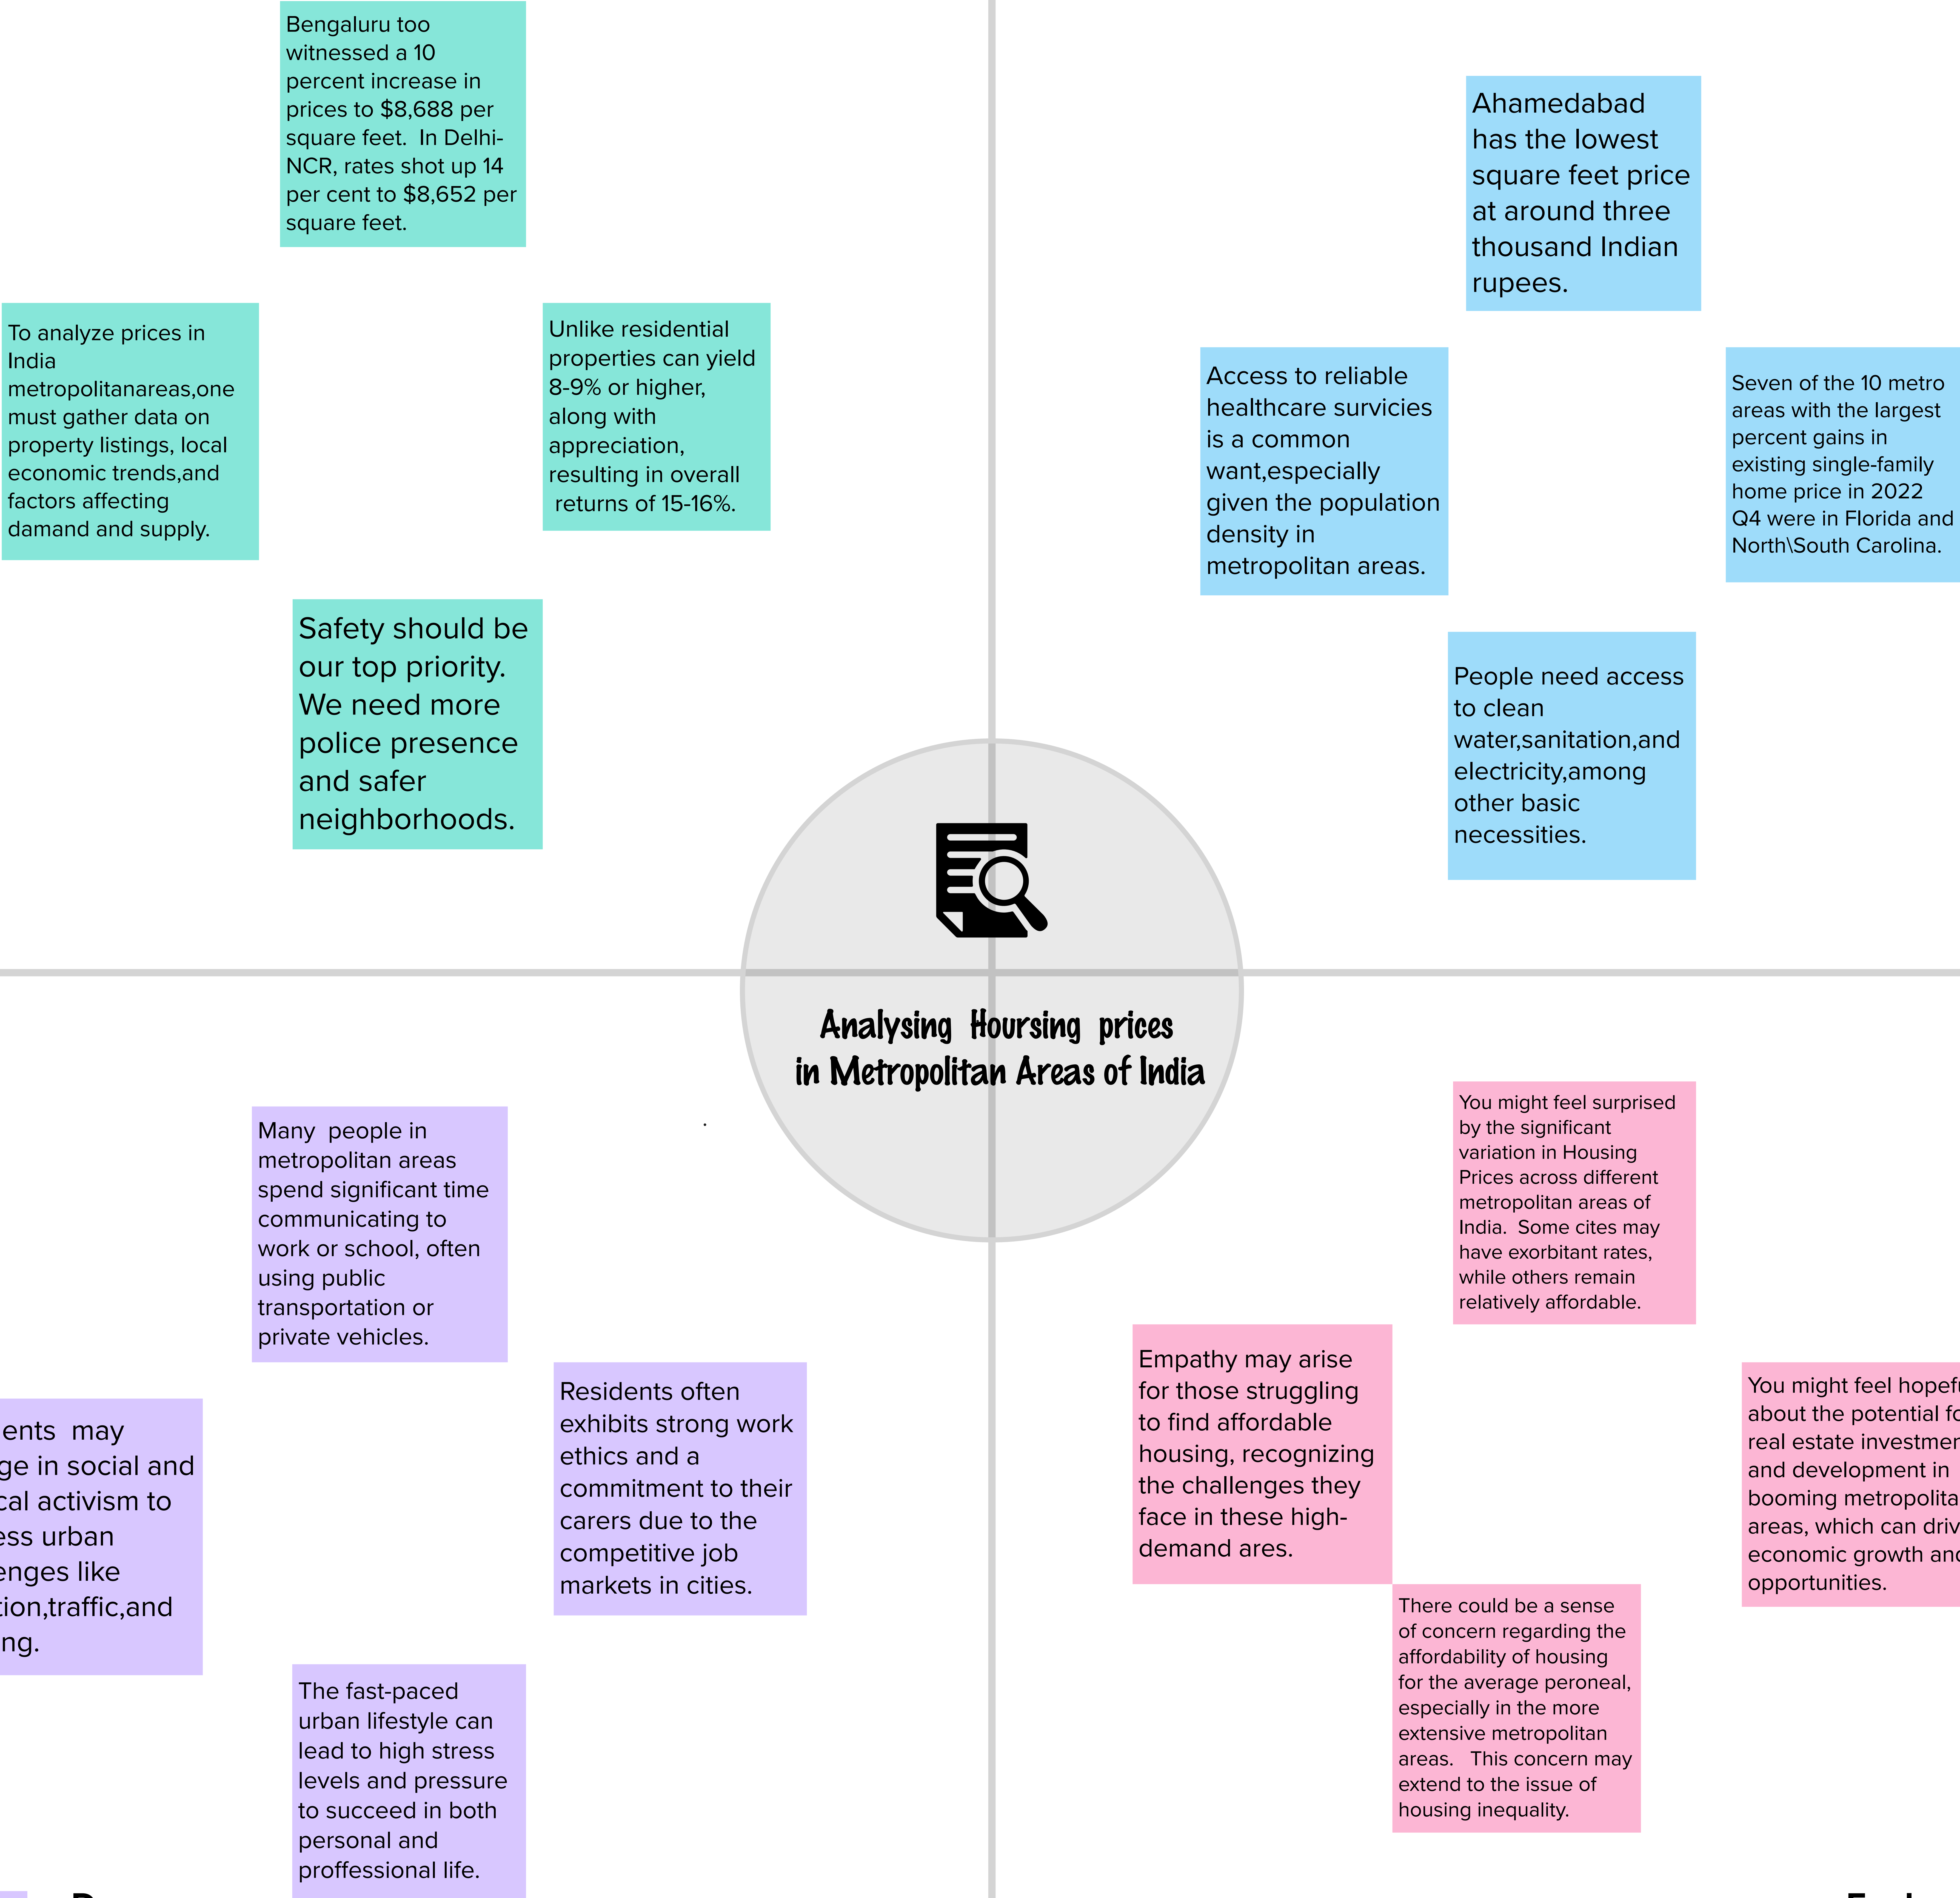 Bengaluru too
witnessed a 10
percent increase in
prices to $8,688 per
square feet. In Delhi-
NCR, rates shot up 14
per cent to $8,652 per
square feet.
To analyze prices in
India
metropolitanareas,one
must gather data on
property listings, local
economic trends,and
factors affecting
damand and supply.
Unlike residential
properties can yield
8-9% or higher,
along with
appreciation,
resulting in overall
returns of 15-16%.
Safety should be
our top priority.
We need more
police presence
and safer
neighborhoods.
Ahamedabad
has the lowest
square feet price
at around three
thousand Indian
rupees.
Access to reliable
healthcare survicies
is a common
want,especially
given the population
density in
metropolitan areas.
Seven of the 10 metro
areas with the largest
percent gains in
existing single-family
home price in 2022
Q4 were in Florida and
North\South Carolina.
People need access
to clean
water,sanitation,and
electricity,among
other basic
necessities.
Analysing Hoursing prices
in Metropolitan Areas of India
Many people in
metropolitan areas
spend significant time
communicating to
work or school, often
using public
transportation or
private vehicles.
ents may
ge in social and
cal activism to
ess urban
enges like
tion,traffic,and
ng.
Residents often
exhibits strong work
ethics and a
commitment to their
carers due to the
competitive job
markets in cities.
The fast-paced
urban lifestyle can
lead to high stress
levels and pressure
to succeed in both
personal and
proffessional life.
You might feel surprised
by the significant
variation in Housing
Prices across different
metropolitan areas of
India. Some cites may
have exorbitant rates,
while others remain
relatively affordable.
Empathy may arise
for those struggling
to find affordable
housing, recognizing
the challenges they
face in these high-
demand ares.
You might feel hopef
about the potential fo
real estate investmen
and development in
booming metropolita
areas, which can driv
economic growth and
opportunities.
There could be a sense
of concern regarding the
affordability of housing
for the average peroneal,
especially in the more
extensive metropolitan
areas. This concern may
extend to the issue of
housing inequality.